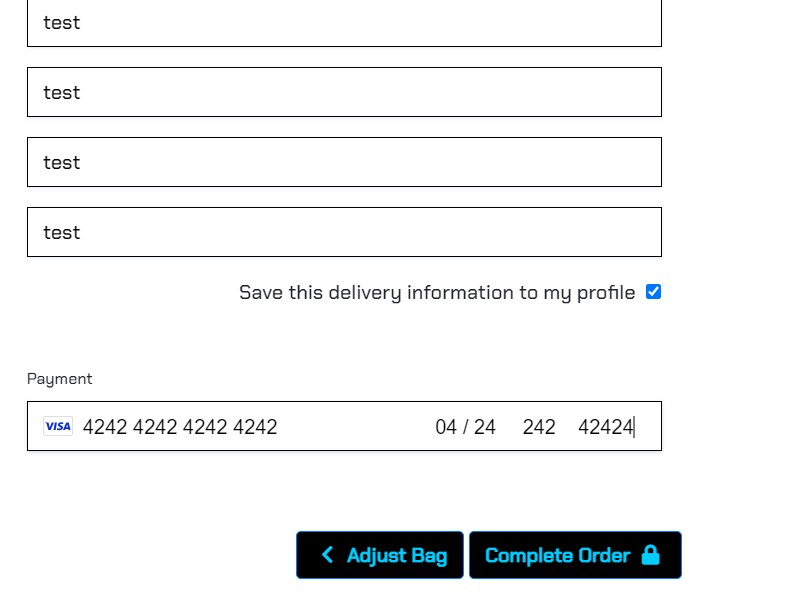 test
test
test
test
Save this delivery information to my profile
Payment
VISA 4242 4242 4242 4242 04 / 24 242 42424
Adjust Bag Complete Order